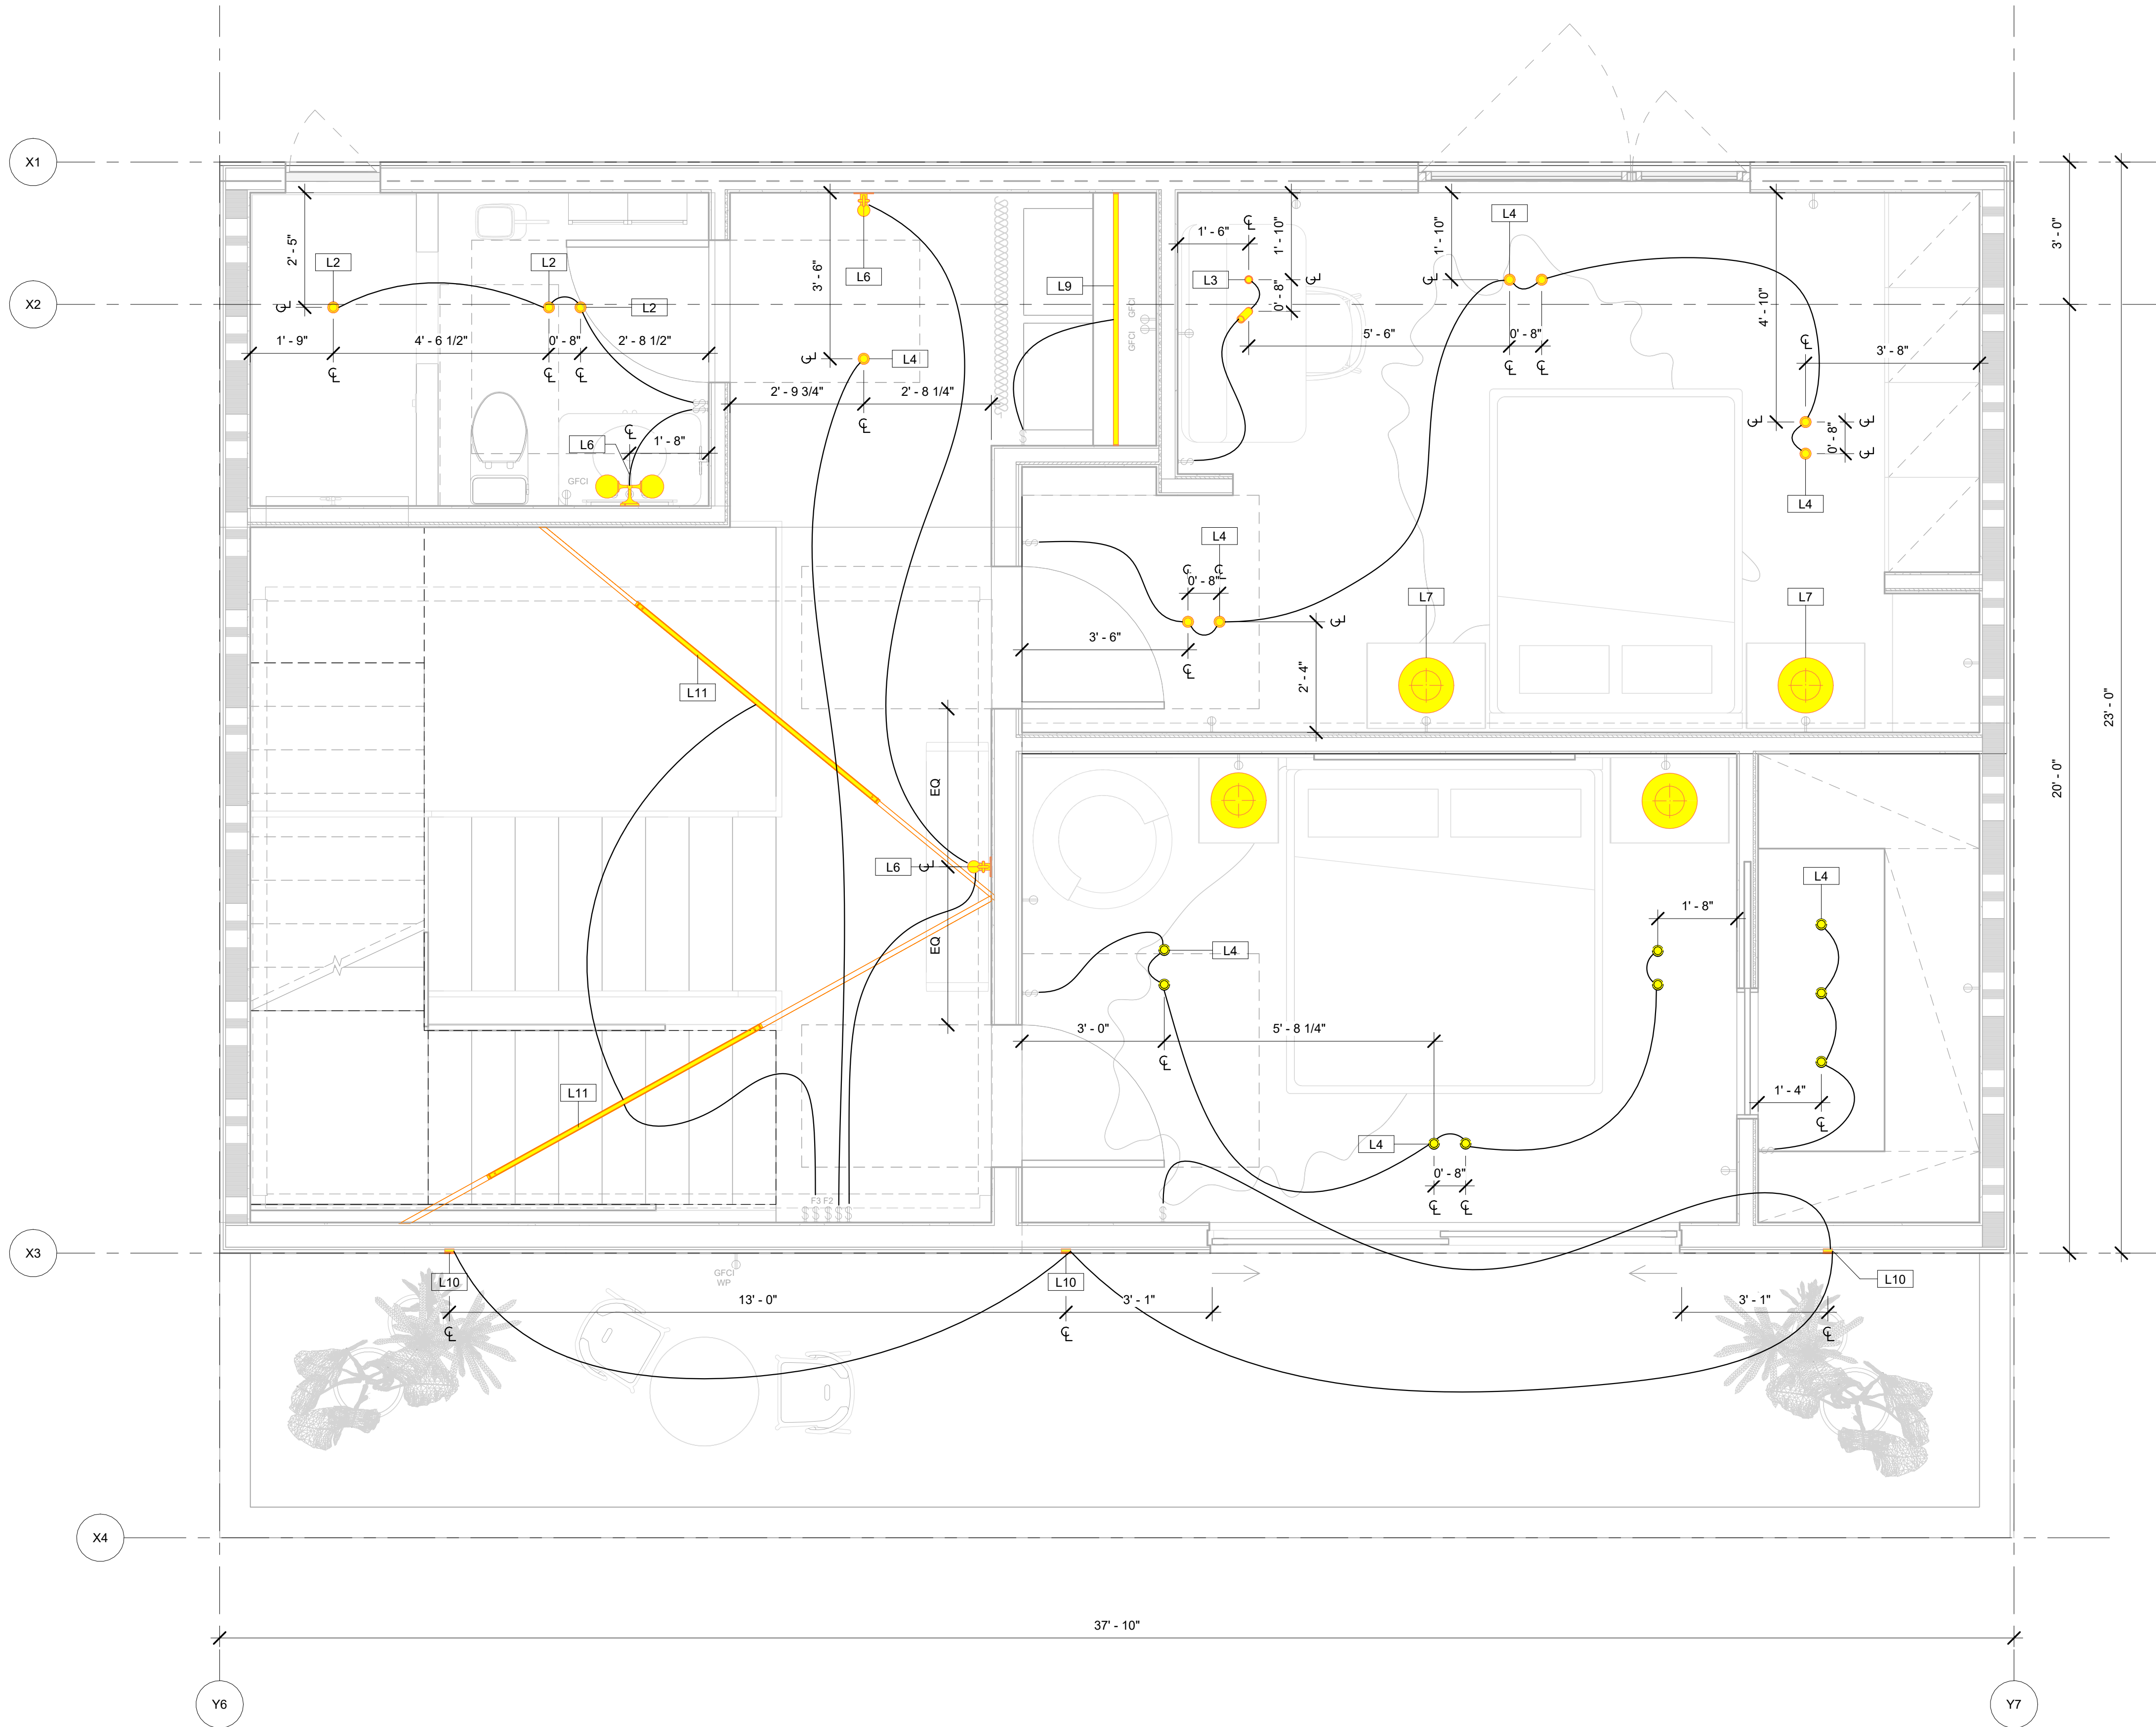 X1
L4
3' - 0"
1' - 6"
1' - 10"
1' - 10"
2' - 5"
L2
L2
3' - 6"
L6
L3
L9
GFCI
GFCI
0' - 8"
4' - 10"
X2
L2
1' - 9"
4' - 6 1/2"
0' - 8"
2' - 8 1/2"
L4
5' - 6"
0' - 8"
3' - 8"
2' - 9 3/4"
2' - 8 1/4"
L6
1' - 8"
0' - 8"
GFCI
L4
L4
0' - 8"
L7
L7
3' - 6"
2' - 4"
L11
23' - 0"
EQ
20' - 0"
L6
L4
1' - 8"
EQ
L4
3' - 0"
5' - 8 1/4"
L11
1' - 4"
L4
0' - 8"
F3 F2
X3
GFCI
WP
L10
L10
L10
13' - 0"
3' - 1"
3' - 1"
X4
37' - 10"
Y6
Y7